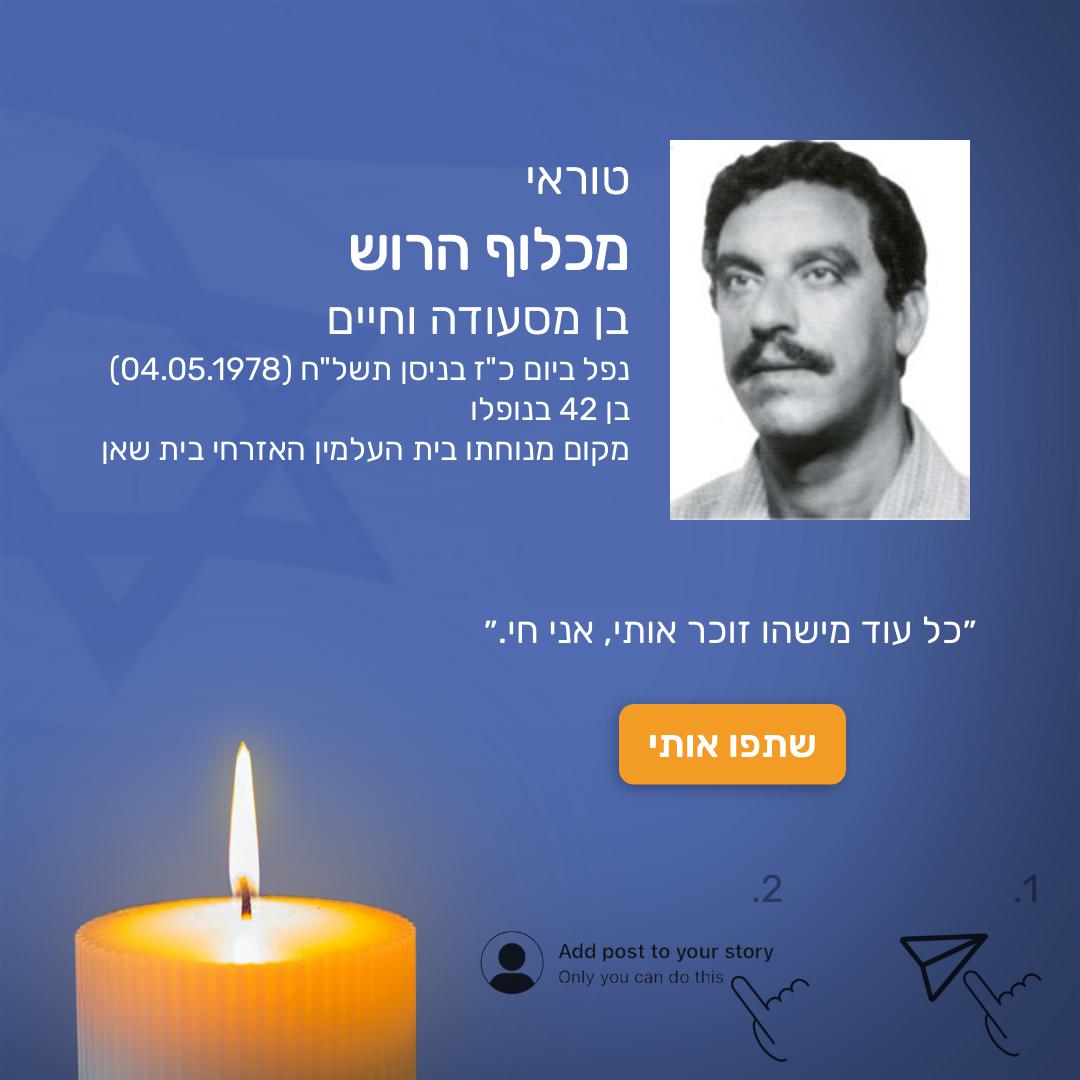 טוראי
מכלוף הרוש
בן מסעודה וחיים
נפל ביום כ"ז בניסן תשל"ח (04.05.1978)
בן 42 בנופלו
מקום מנוחתו בית העלמין האזרחי בית שאן
״כל עוד מישהו זוכר אותי, אני חי.״
שתפו אותי
1.
2.
Add post to your story
Only you can do this